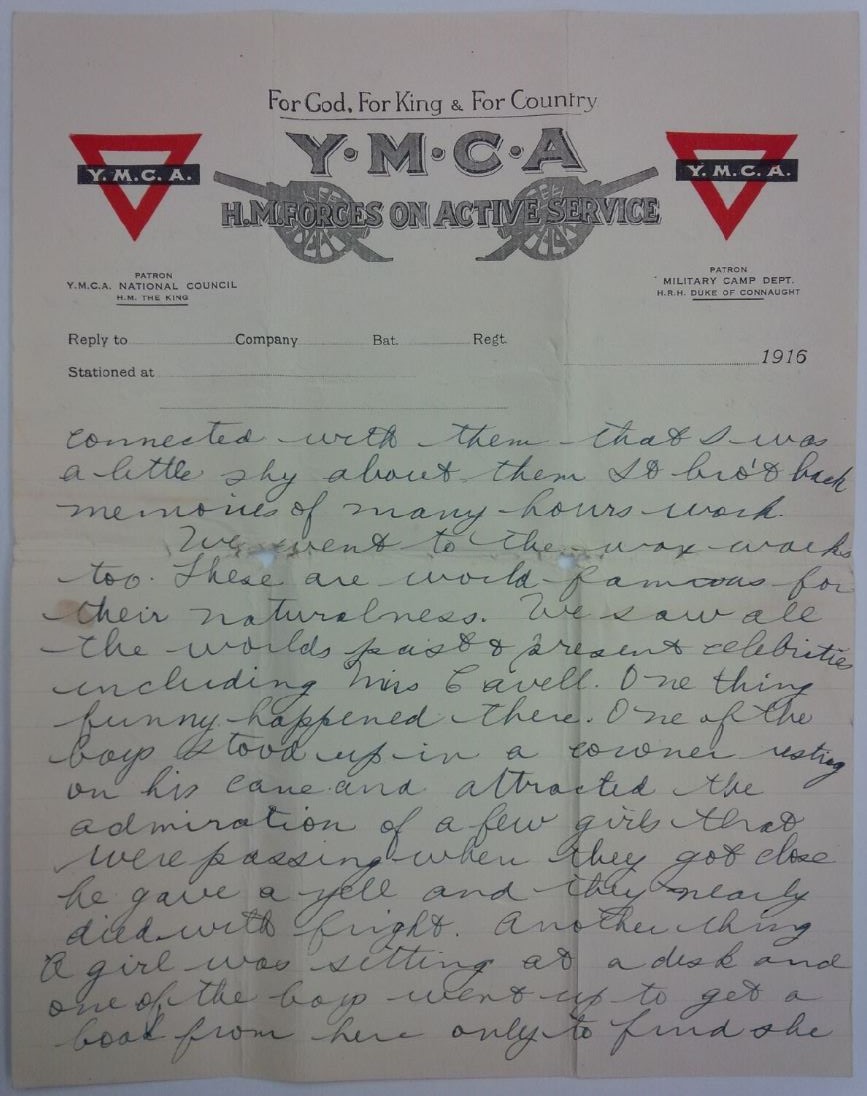 For God, For King & For Country
Y·M·C·A
Y. M. C. A.
Y. M. C. A.
H.M. FORCES ON ACTIVE SERVICE
PATRON
Y.M.C.A. NATIONAL COUNCIL
H.M. THE KING
PATRON
MILITARY CAMP DEPT.
H.R.H. DUKE OF CONNAUGHT
Reply to Company Bat. Regt.
1916
Stationed at
connected with them that I was
a little shy about them It bro't back
memories of many hours work.
We went to the wax works
too. These are world famous for
their naturalness. We saw all
the worlds past & present celebrities
including Miss Cavell. One thing
funny happened there. One of the
boys stood up in a cowner resting
on his cane and attracted the
admiration of a few girls that
were passing when they got close
he gave a yell and they nearly
died with fright. Another thing
A girl was setting at a desk and
one of the boys went up to get a
book from here only to find she